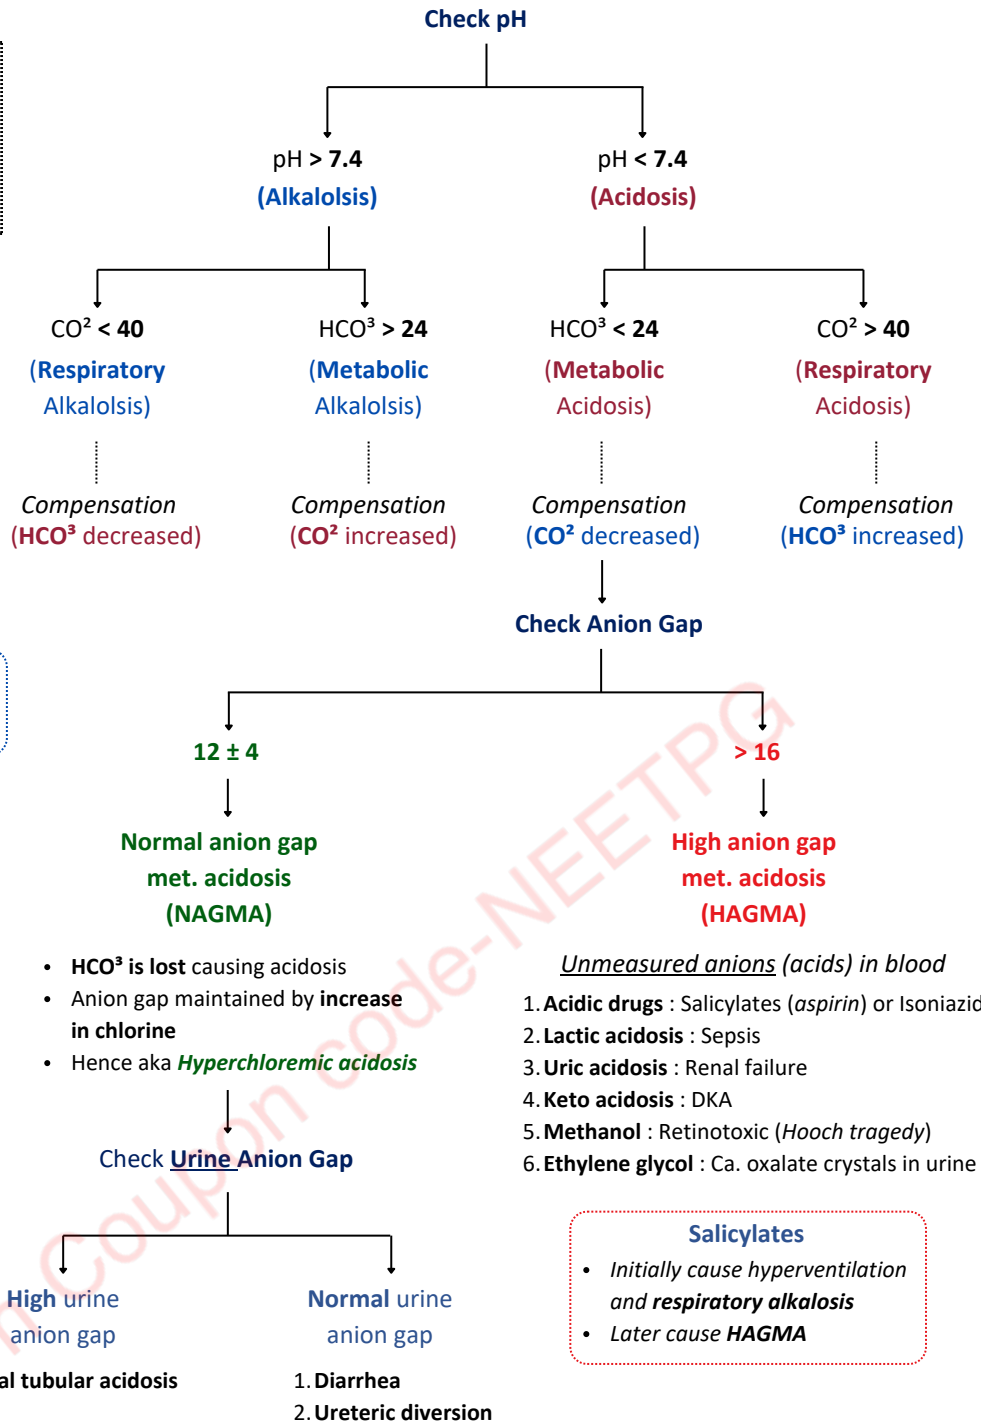 Check pH
pH > 7.4
(Alkalolsis)
pH < 7.4
(Acidosis)
CO² < 40
(Respiratory
Alkalolsis)
HCO³ > 24
(Metabolic
Alkalolsis)
HCO³ < 24
(Metabolic
Acidosis)
CO² > 40
(Respiratory
Acidosis)
Compensation
(HCO³ decreased)
Compensation
(CO² increased)
Compensation
(CO² decreased)
Compensation
(HCO³ increased)
Check Anion Gap
12 ± 4
Normal anion gap
met. acidosis
(NAGMA)
• HCO³ is lost causing acidosis
• Anion gap maintained by increase
in chlorine
• Hence aka Hyperchloremic acidosis
> 16
High anion gap
met. acidosis
(HAGMA)
Unmeasured anions (acids) in blood
1. Acidic drugs : Salicylates (aspirin) or Isoniazid
2. Lactic acidosis : Sepsis
3. Uric acidosis : Renal failure
4. Keto acidosis : DKA
5. Methanol : Retinotoxic (Hooch tragedy)
6. Ethylene glycol : Ca. oxalate crystals in urine
Check Urine Anion Gap
High urine
anion gap
al tubular acidosis
Normal urine
anion gap
1. Diarrhea
2. Ureteric diversion
Salicylates
• Initially cause hyperventilation
and respiratory alkalosis
• Later cause HAGMA
Coupon code-NEETPG